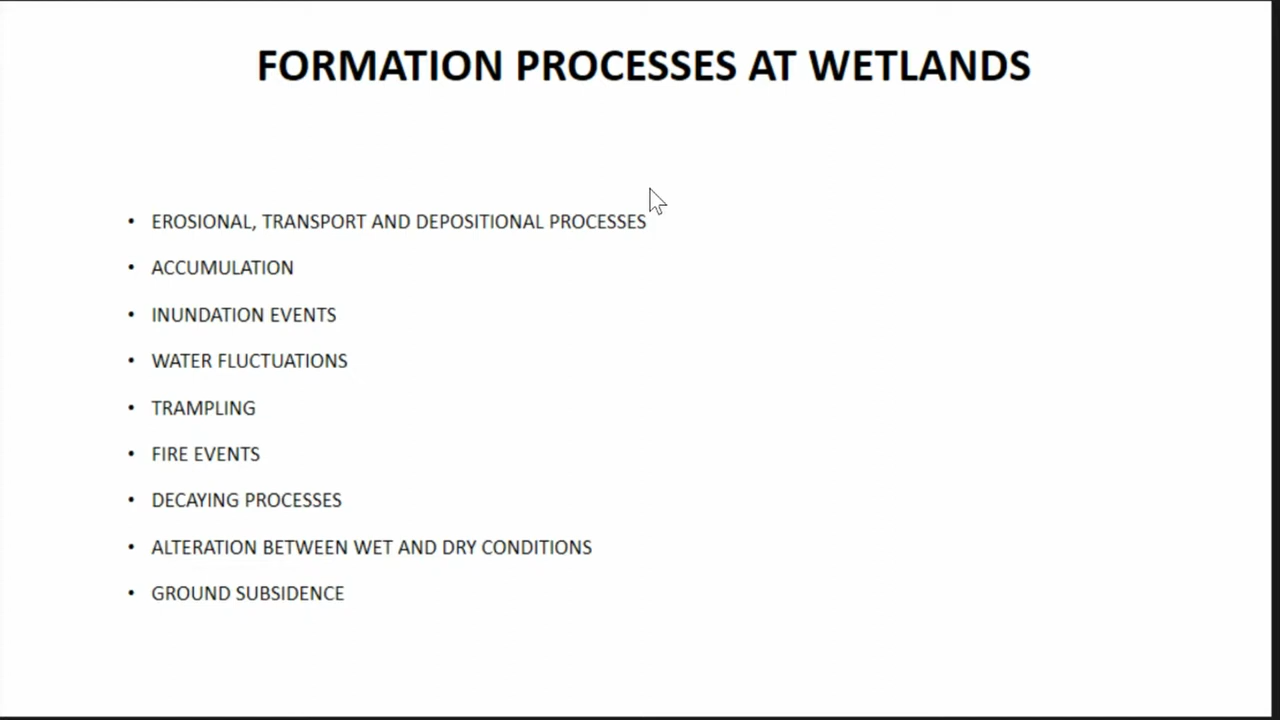 FORMATION PROCESSES AT WETLANDS
• EROSIONAL, TRANSPORT AND DEPOSITIONAL PROCESSES
• ACCUMULATION
• INUNDATION EVENTS
• WATER FLUCTUATIONS
• TRAMPLING
• FIRE EVENTS
• DECAYING PROCESSES
• ALTERATION BETWEEN WET AND DRY CONDITIONS
• GROUND SUBSIDENCE